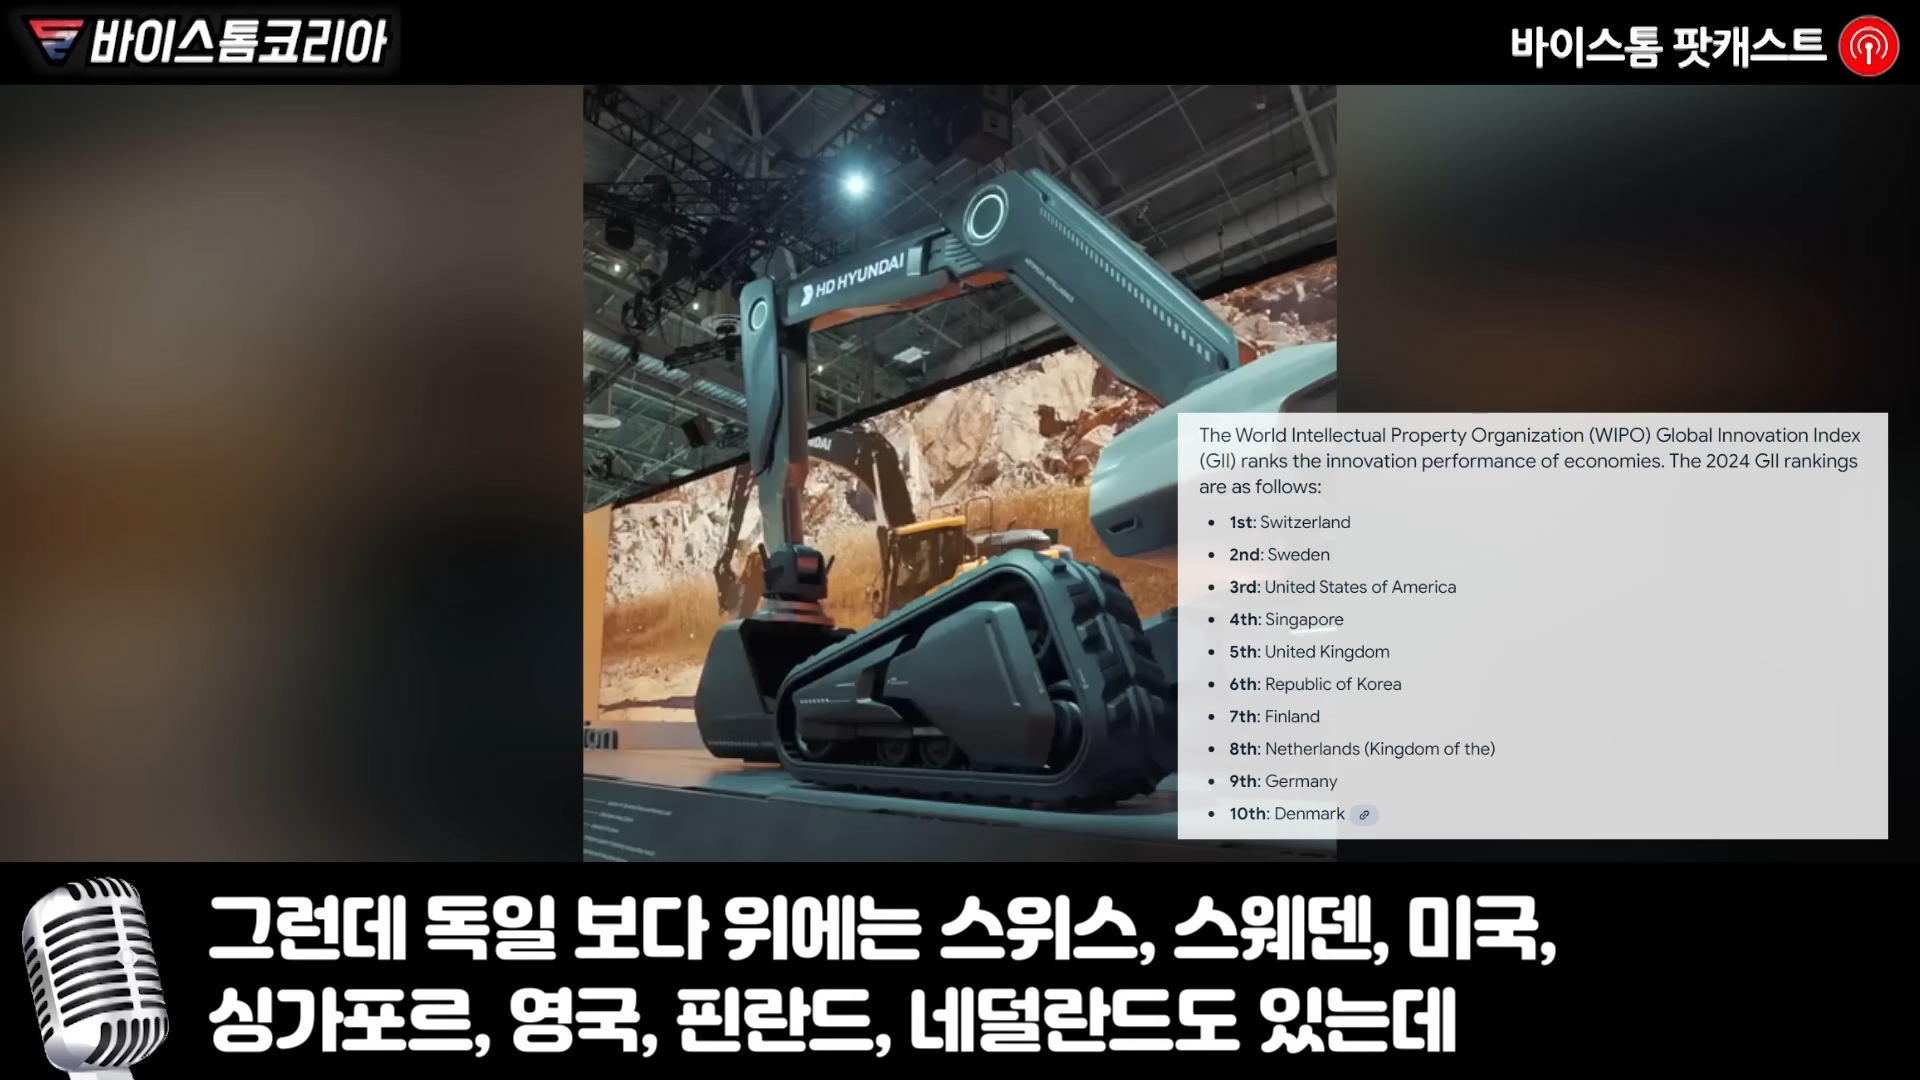 바이스톰코리아
바이스톰 팟캐스트
HD HYUNDAI
The World Intellectual Property Organization (WIPO) Global Innovation Index
(GII) ranks the innovation performance of economies. The 2024 GII rankings
are as follows:
• 1st: Switzerland
• 2nd: Sweden
• 3rd: United States of America
• 4th: Singapore
• 5th: United Kingdom
• 6th: Republic of Korea
• 7th: Finland
• 8th: Netherlands (Kingdom of the)
• 9th: Germany
• 10th: Denmark
그런데 독일 보다 위에는 스위스, 스웨덴, 미국,
싱가포르, 영국, 핀란드, 네덜란드도 있는데